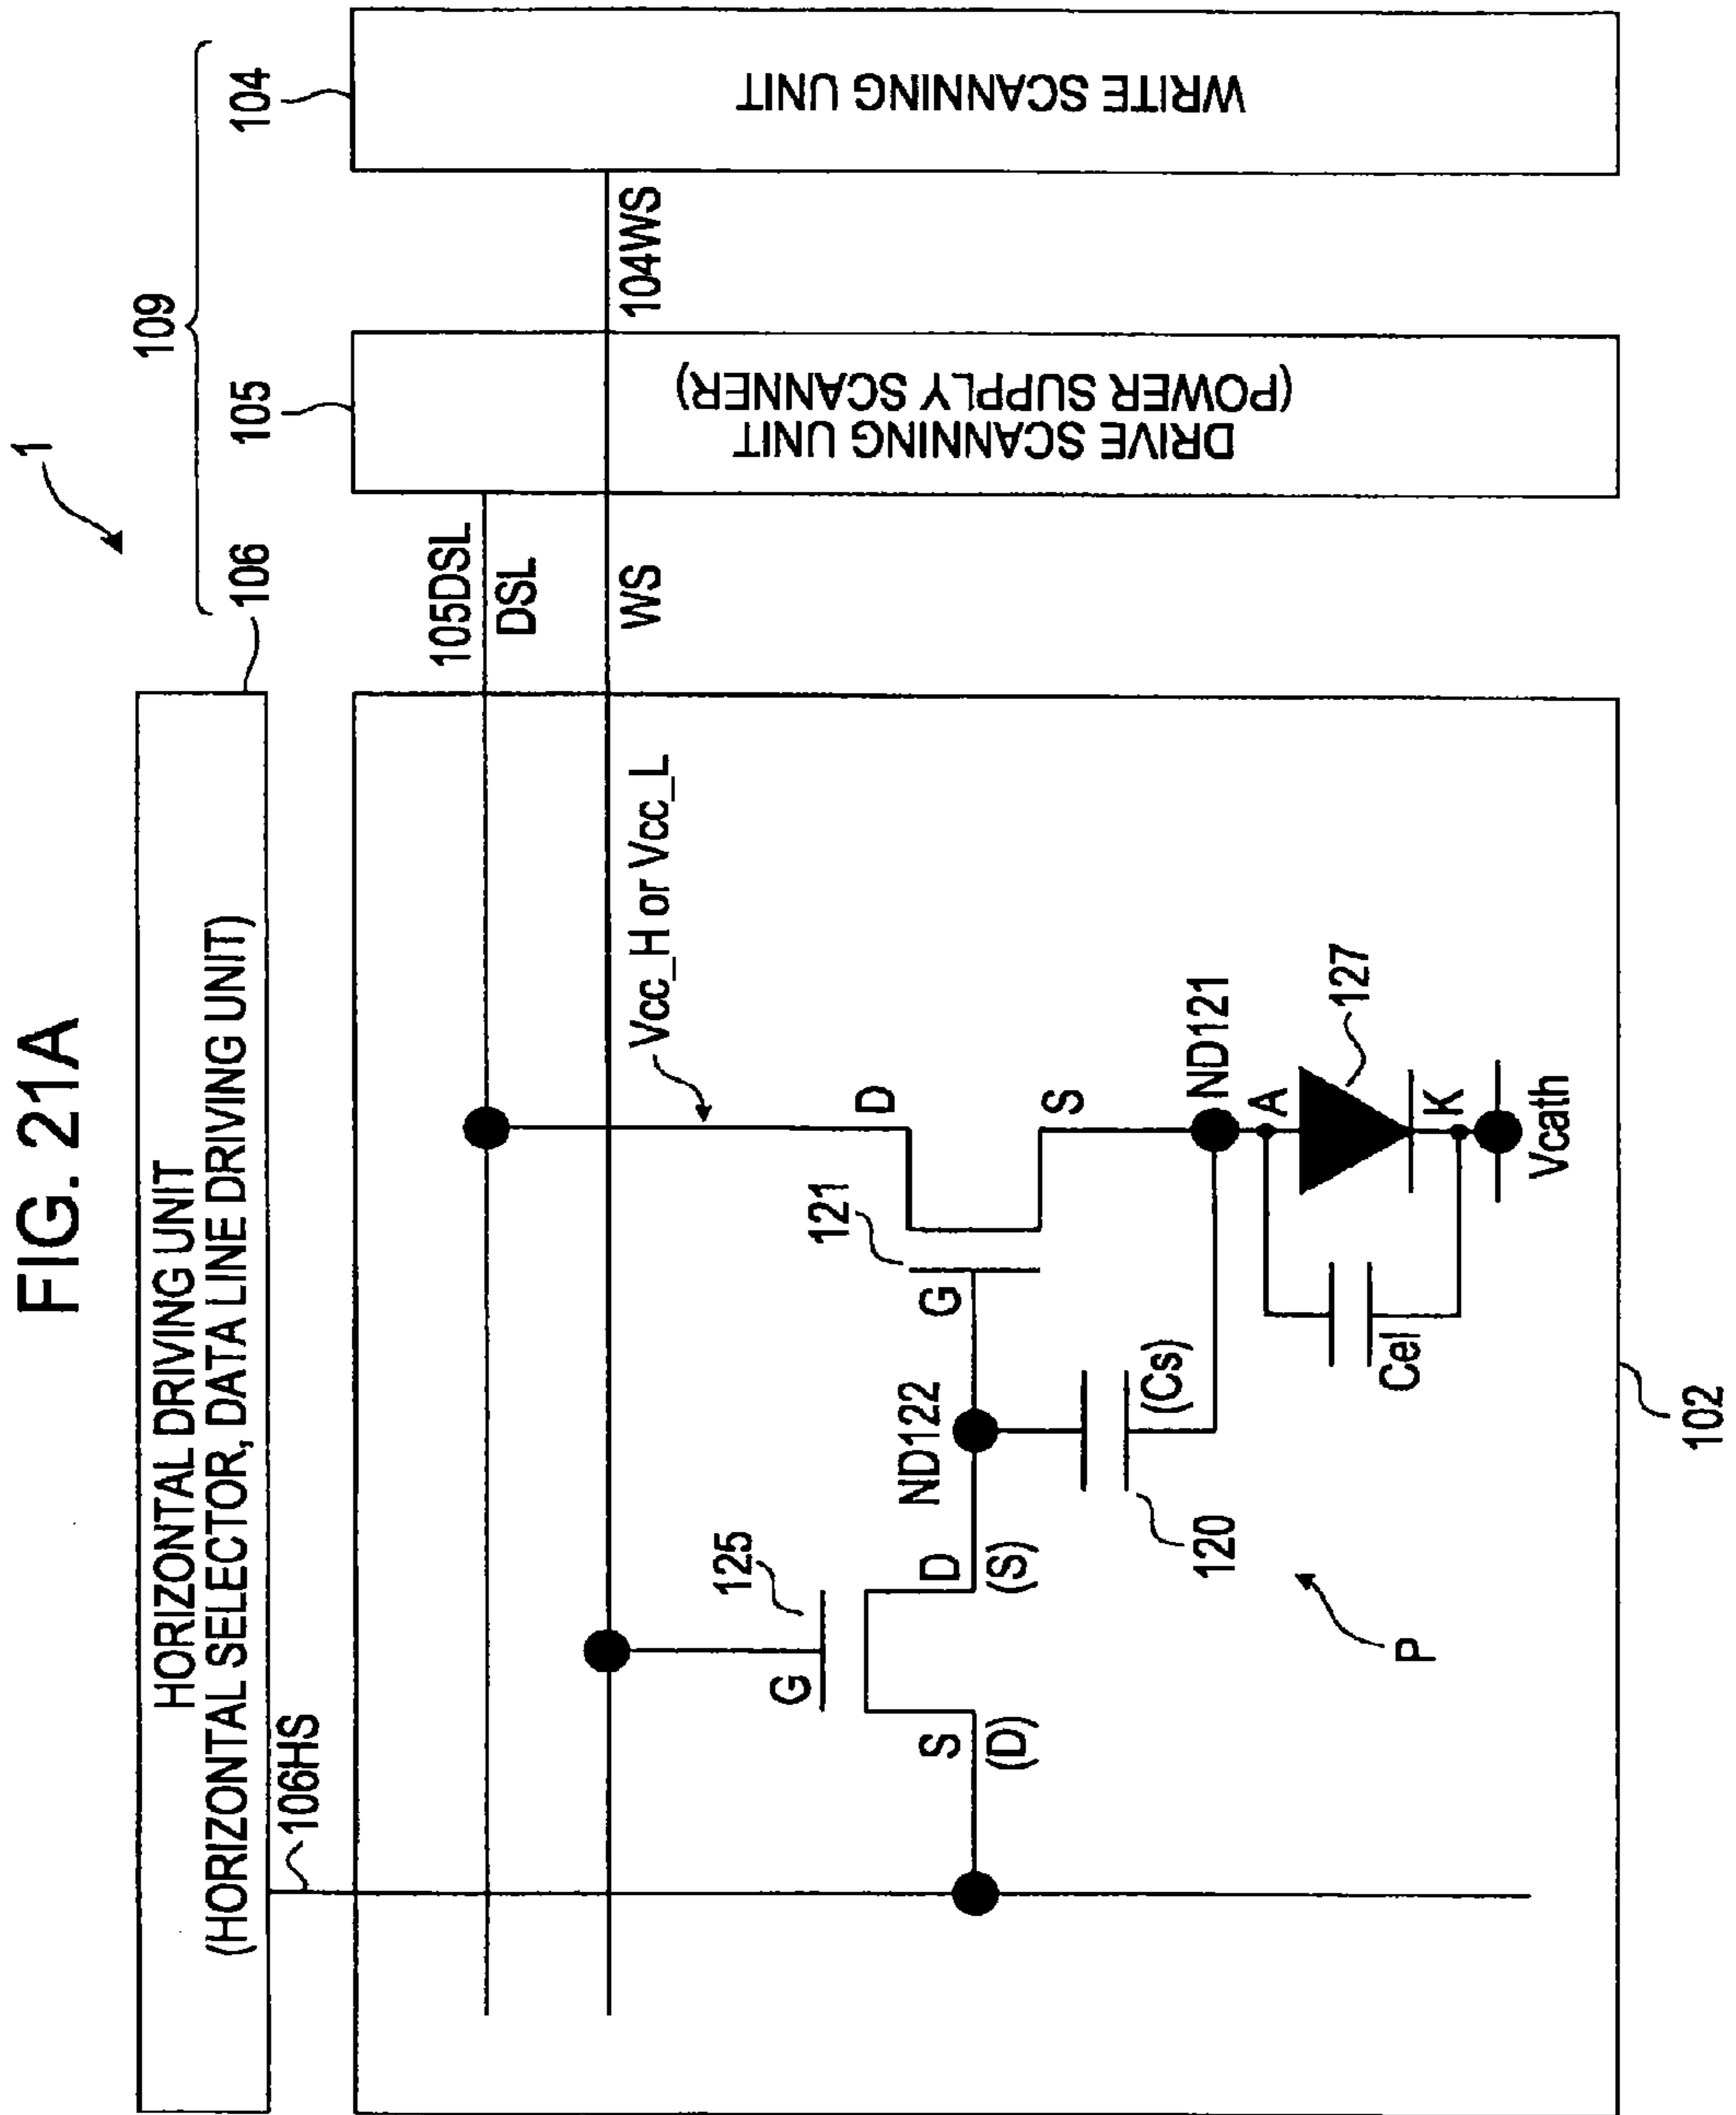 FIG. 21A
1
109
106
105
104
HORIZONTAL DRIVING UNIT
(HORIZONTAL SELECTOR, DATA LINE DRIVING UNIT)
106HS
105DSL
DSL
WS
104WS
DRIVE SCANNING UNIT
(POWER SUPPLY SCANNER)
WRITE SCANNING UNIT
Vcc_H or Vcc_L
125
G
S
(D)
D
(S)
ND122
121
G
D
S
120
(Cs)
ND121
A
127
K
Cel
Vcath
P
102